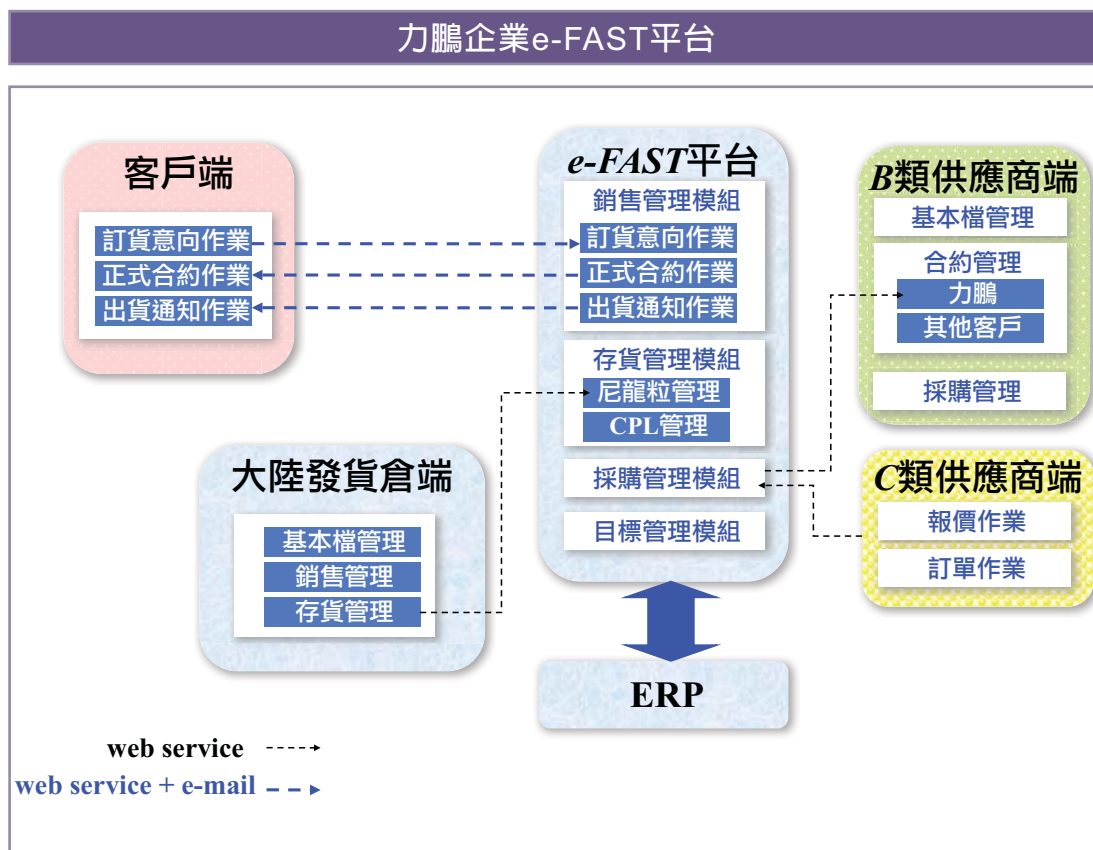 力鵬企業e-FAST平台
客戶端
訂貨意向作業
正式合約作業
出貨通知作業
e-FAST平台
銷售管理模組
訂貨意向作業
正式合約作業
出貨通知作業
存貨管理模組
尼龍粒管理
CPL管理
採購管理模組
目標管理模組
B類供應商端
基本檔管理
合約管理
力鵬
其他客戶
採購管理
C類供應商端
報價作業
訂單作業
大陸發貨倉端
基本檔管理
銷售管理
存貨管理
ERP
web service
web service + e-mail